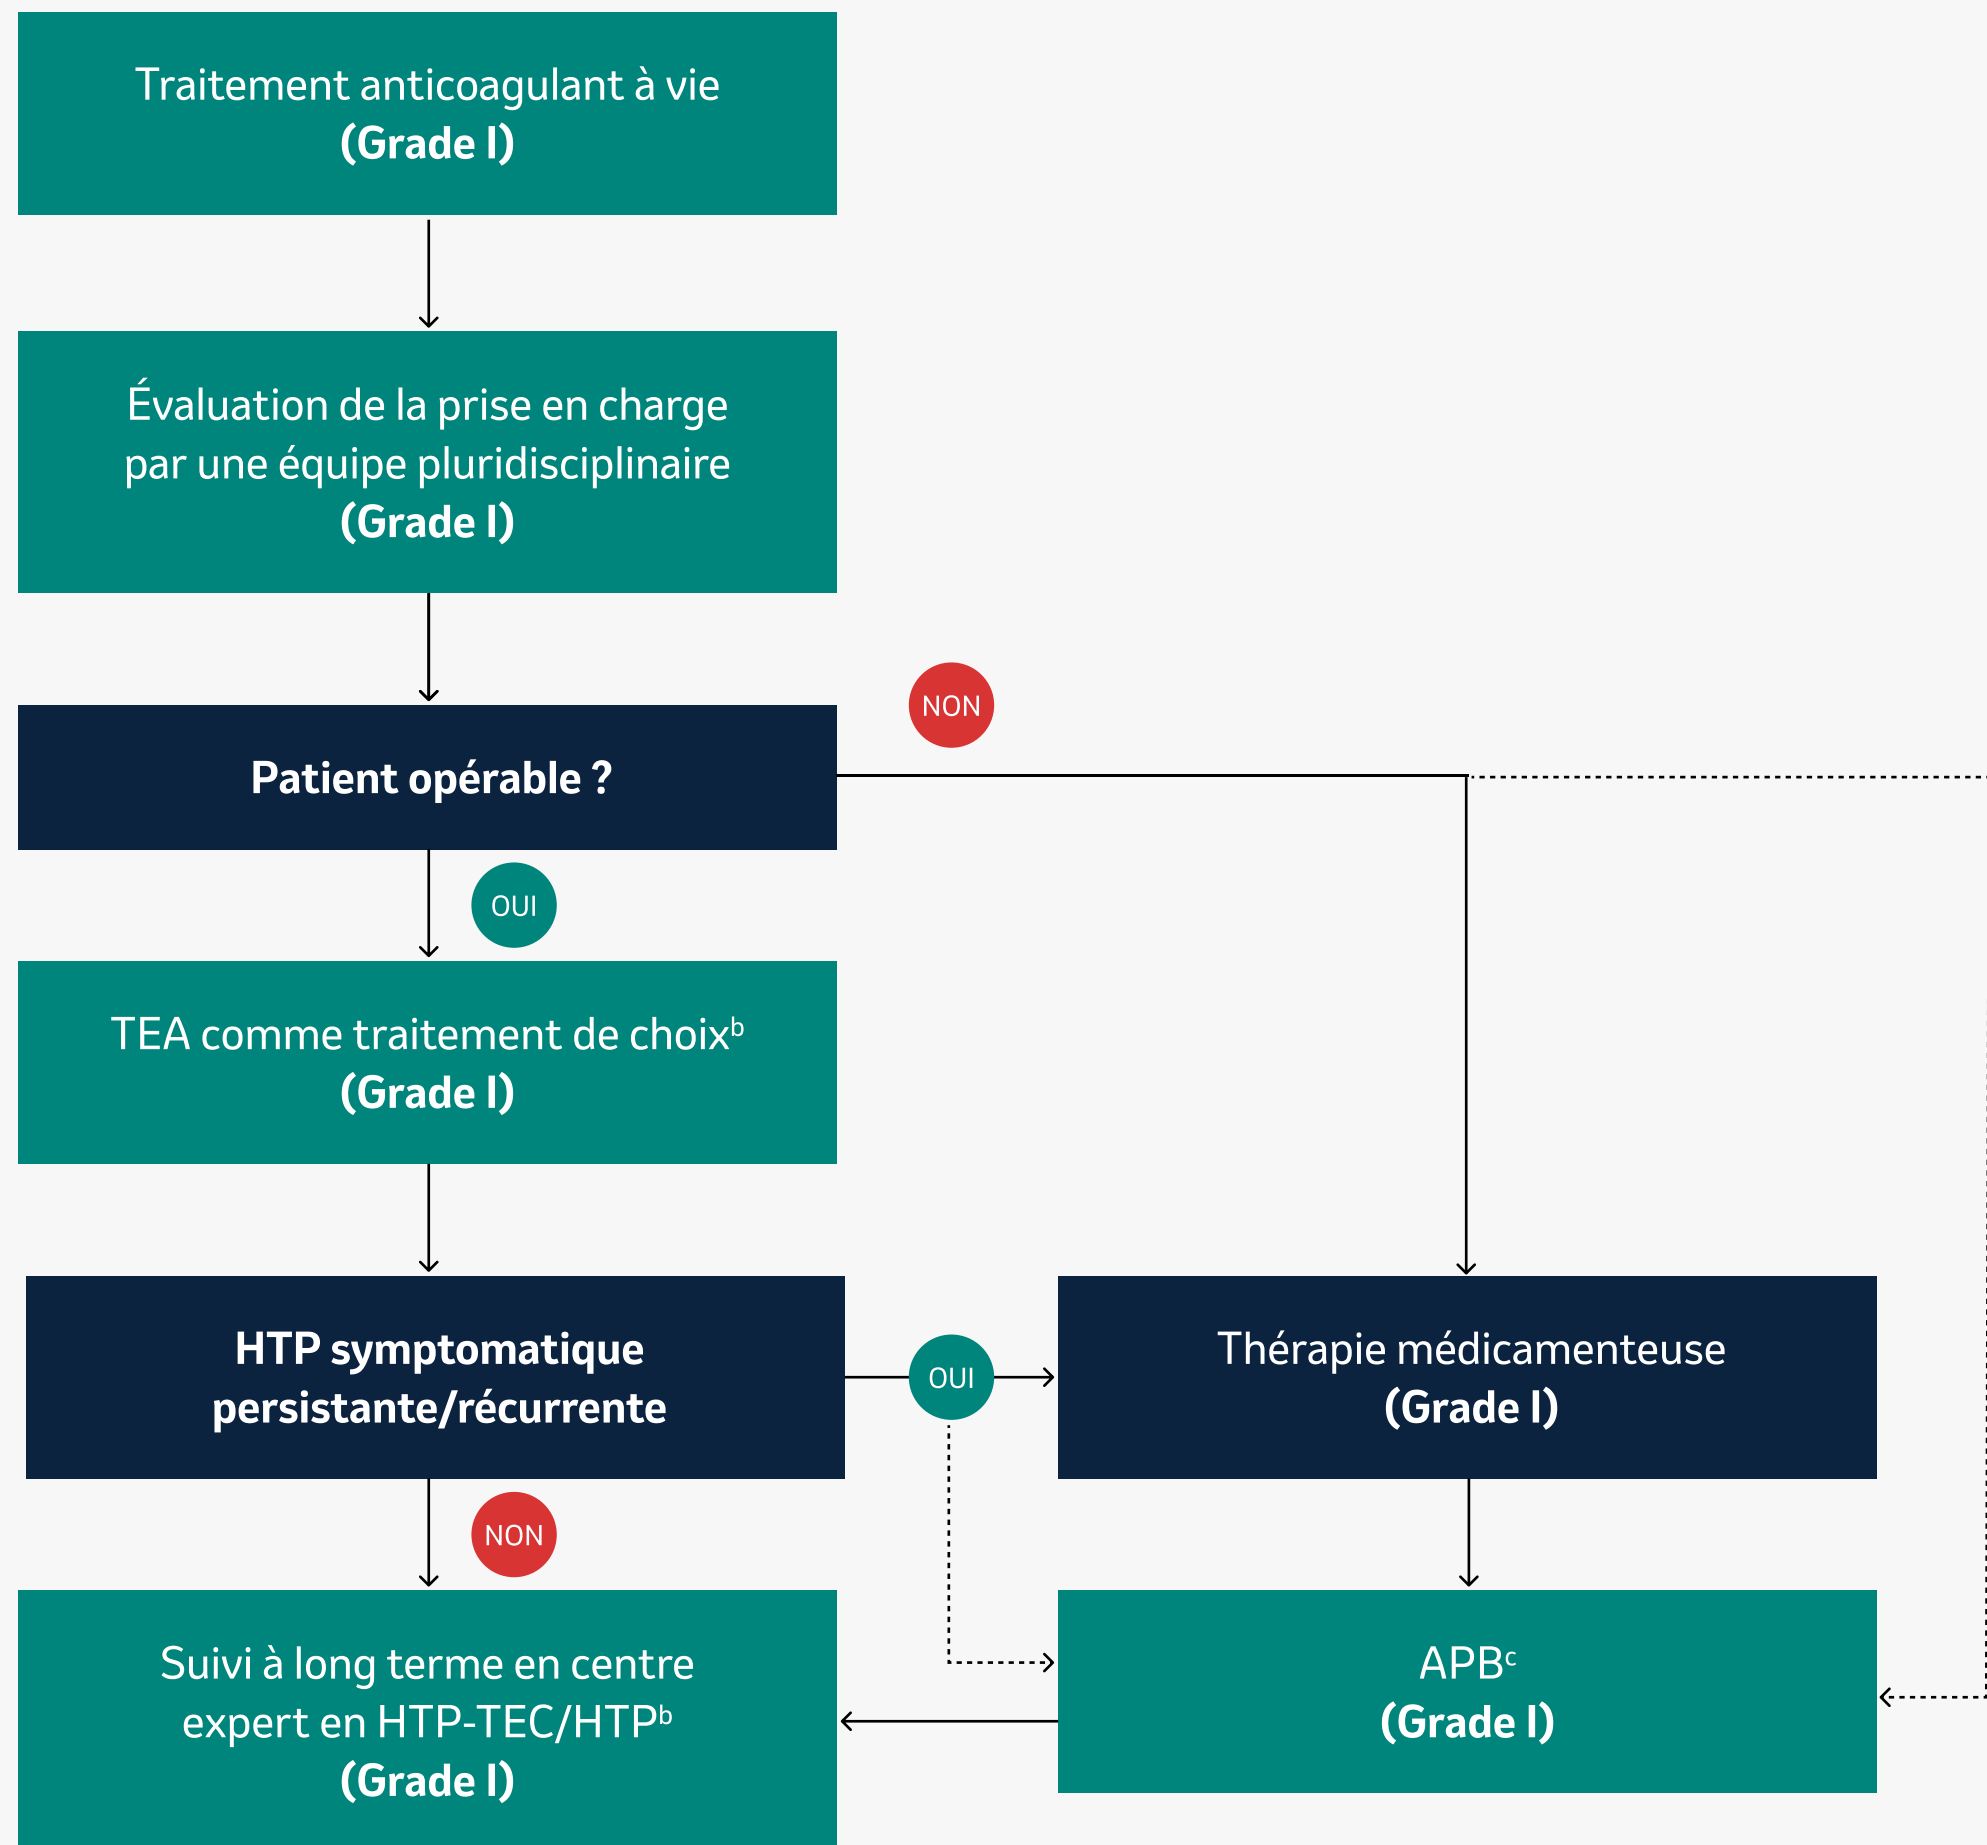 Traitement anticoagulant à vie
(Grade I)
Évaluation de la prise en charge
par une équipe pluridisciplinaire
(Grade I)
NON
Patient opérable ?
OUI
TEA comme traitement de choixᵇ
(Grade I)
HTP symptomatique
persistante/récurrente
OUI
Thérapie médicamenteuse
(Grade I)
NON
Suivi à long terme en centre
expert en HTP-TEC/HTPᵇ
(Grade I)
APBᶜ
(Grade I)